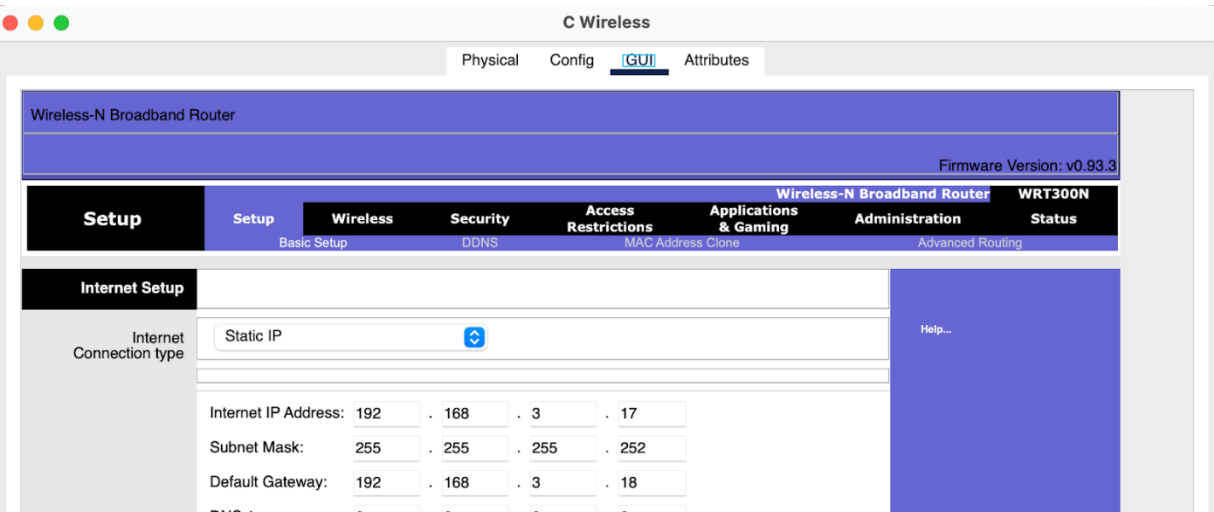 C Wireless
Physical Config GUI Attributes
Wireless-N Broadband Router
Firmware Version: v0.93.3
Wireless-N Broadband Router WRT300N
Setup
Setup Wireless Security Access Restrictions Applications & Gaming Administration Status
Basic Setup DDNS MAC Address Clone Advanced Routing
Internet Setup
Internet Connection type
Static IP
Help...
Internet IP Address: 192 . 168 . 3 . 17
Subnet Mask: 255 . 255 . 255 . 252
Default Gateway: 192 . 168 . 3 . 18